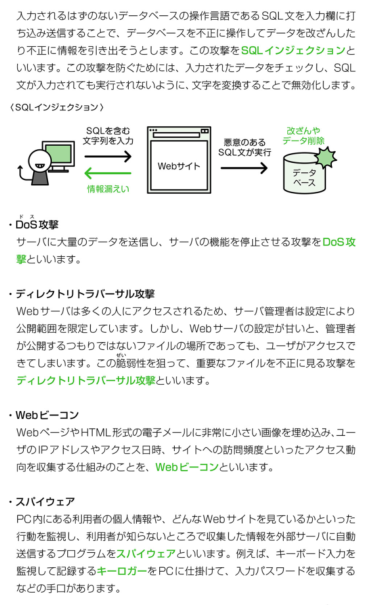 入力されるはずのないデータベースの操作言語であるSQL文を入力欄に打
ち込み送信することで、データベースを不正に操作してデータを改ざんした
り不正に情報を引き出そうとします。この攻撃をSQLインジェクションと
いいます。この攻撃を防ぐためには、入力されたデータをチェックし、SQL
文が入力されても実行されないように、文字を変換することで無効化します。
〈SQLインジェクション〉
SQLを含む
文字列を入力
情報漏えい
Webサイト
悪意のある
SQL文が実行
改ざんや
データ削除
データ
ベース
ドス
・DoS攻撃
サーバに大量のデータを送信し、サーバの機能を停止させる攻撃をDoS攻
撃といいます。
・ディレクトリトラバーサル攻撃
Webサーバは多くの人にアクセスされるため、サーバ管理者は設定により
公開範囲を限定しています。しかし、Webサーバの設定が甘いと、管理者
が公開するつもりではないファイルの場所であっても、ユーザがアクセスで
ぜい
きてしまいます。この脆弱性を狙って、重要なファイルを不正に見る攻撃を
ディレクトリトラバーサル攻撃といいます。
・Webビーコン
WebページやHTML形式の電子メールに非常に小さい画像を埋め込み、ユー
ザのIPアドレスやアクセス日時、サイトへの訪問頻度といったアクセス動
向を収集する仕組みのことを、Webビーコンといいます。
・スパイウェア
PC内にある利用者の個人情報や、どんなWebサイトを見ているかといった
行動を監視し、利用者が知らないところで収集した情報を外部サーバに自動
送信するプログラムをスパイウェアといいます。例えば、キーボード入力を
監視して記録するキーロガーをPCに仕掛けて、入力パスワードを収集する
などの手口があります。